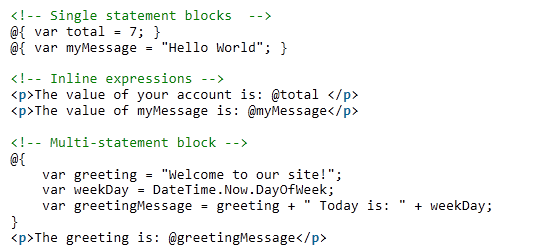 <!-- Single statement blocks  -->
@{ var total = 7; }
@{ var myMessage = "Hello World"; }
<!-- Inline expressions -->
<p>The value of your account is: @total </p>
<p>The value of myMessage is: @myMessage</p>
<!-- Multi-statement block -->
@{
    var greeting = "Welcome to our site!";
    var weekDay = DateTime.Now.DayOfWeek;
    var greetingMessage = greeting + " Today is: " + weekDay;
}
<p>The greeting is: @greetingMessage</p>